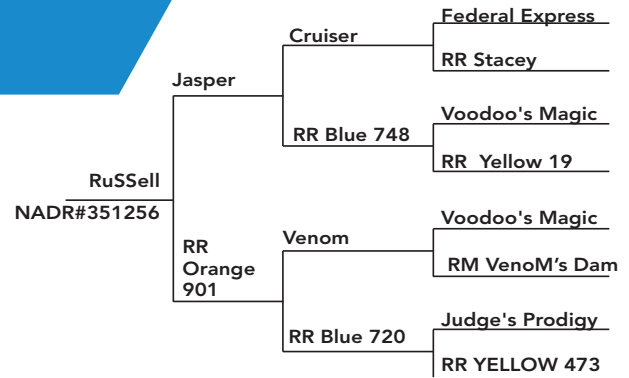 Federal Express
Cruiser
RR Stacey
Jasper
Voodoo's Magic
RR Blue 748
RR Yellow 19
RuSSell
NADR#351256
Voodoo's Magic
Venom
RR
Orange
901
RM VenoM’s Dam
Judge's Prodigy
RR Blue 720
RR YELLOW 473